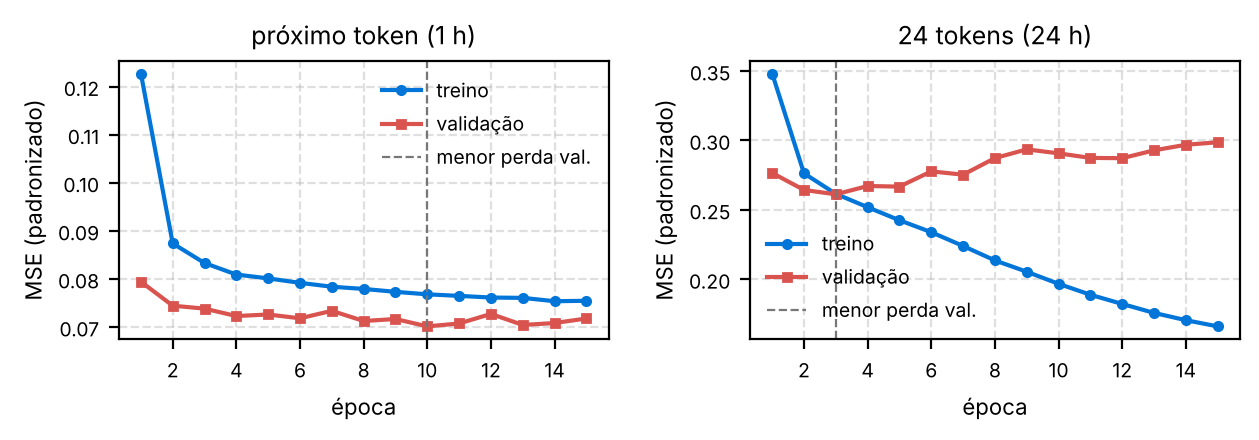 próximo token (1 h)
MSE (padronizado)
0.12
0.11
0.10
0.09
0.08
0.07
treino
validação
menor perda val.
2 4 6 8 10 12 14
época
24 tokens (24 h)
MSE (padronizado)
0.35
0.30
0.25
0.20
treino
validação
menor perda val.
2 4 6 8 10 12 14
época